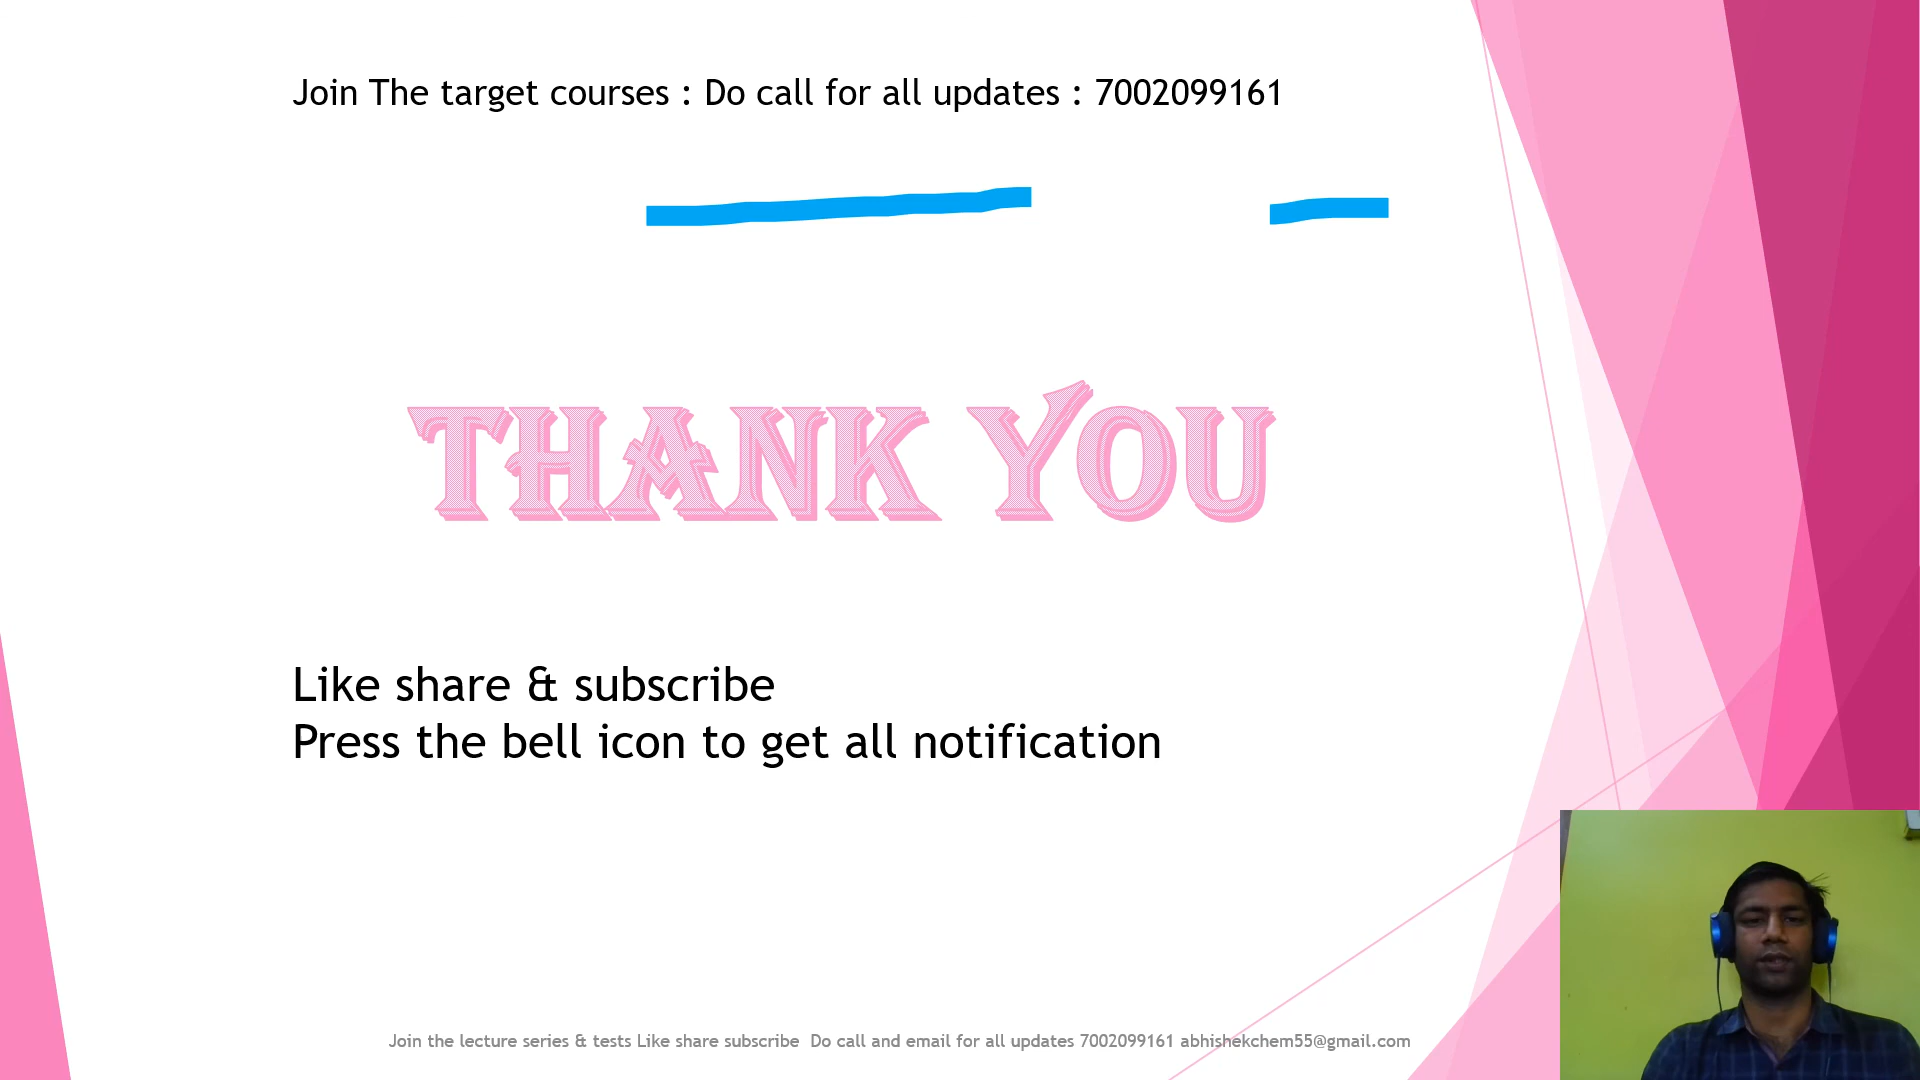 Join The target courses : Do call for all updates : 7002099161
THANK YOU
Like share & subscribe
Press the bell icon to get all notification
Join the lecture series & tests Like share subscribe  Do call and email for all updates 7002099161 abhishekchem55@gmail.com